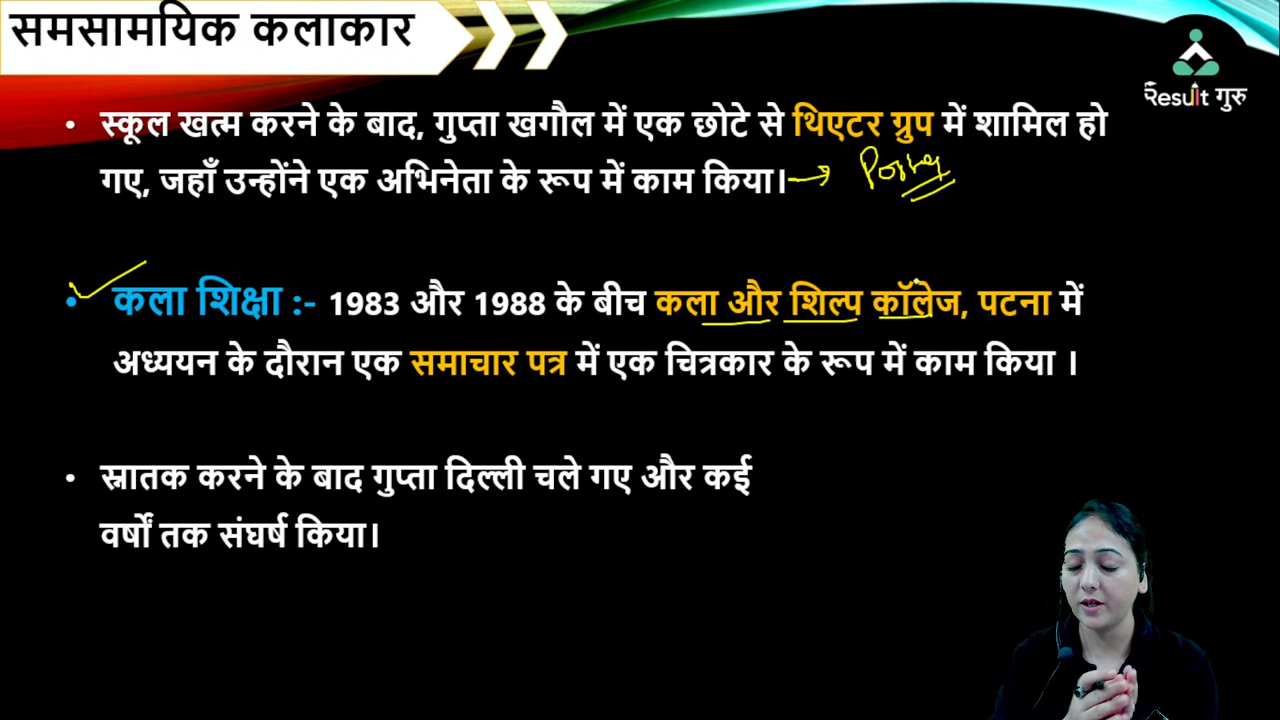 समसामयिक कलाकार
Result गुरु
• स्कूल खत्म करने के बाद, गुप्ता खगौल में एक छोटे से थिएटर ग्रुप में शामिल हो
गए, जहाँ उन्होंने एक अभिनेता के रूप में काम किया।
• कला शिक्षा :- 1983 और 1988 के बीच कला और शिल्प कॉलेज, पटना में
अध्ययन के दौरान एक समाचार पत्र में एक चित्रकार के रूप में काम किया ।
• स्नातक करने के बाद गुप्ता दिल्ली चले गए और कई
वर्षों तक संघर्ष किया।